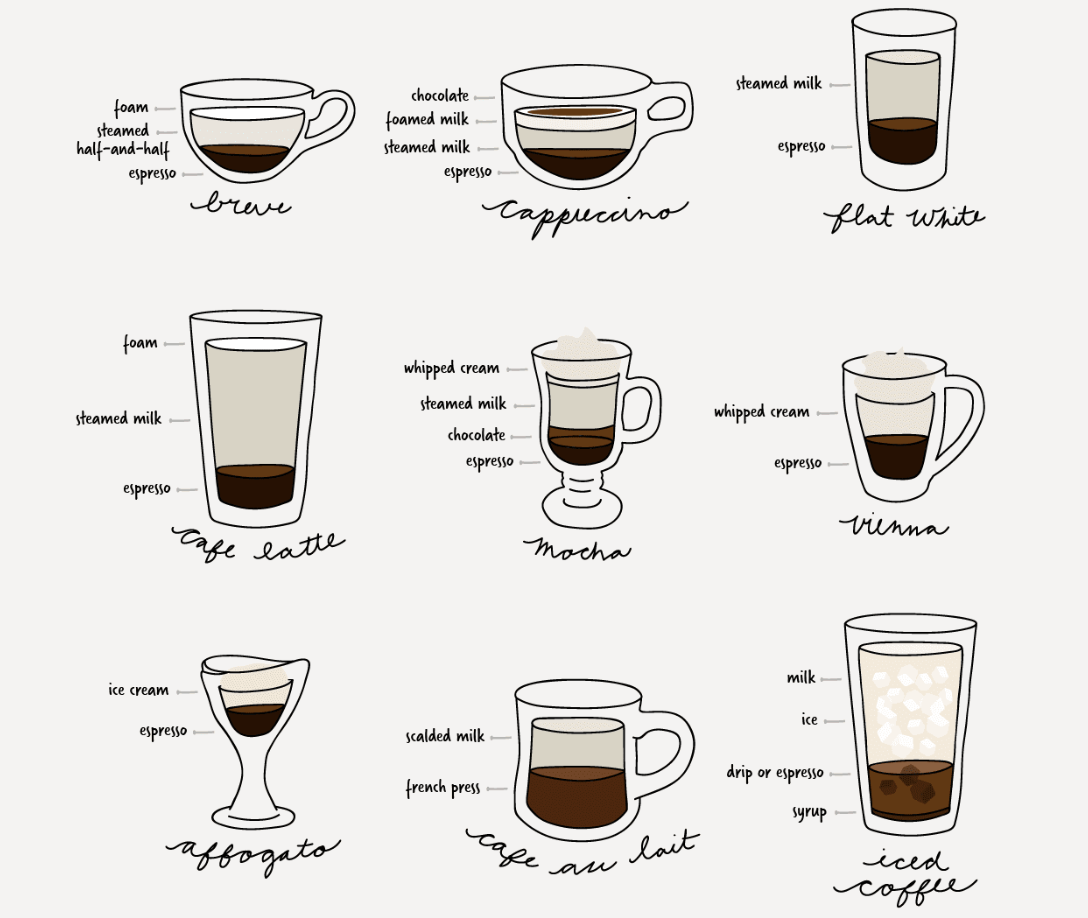 foam
steamed
half-and-half
espresso
breve
chocolate
foamed milk
steamed milk
espresso
cappuccino
steamed milk
espresso
flat white
foam
steamed milk
espresso
cafe latte
whipped cream
steamed milk
chocolate
espresso
mocha
whipped cream
espresso
vienna
ice cream
espresso
affogato
scalded milk
french press
cafe au lait
milk
ice
drip or espresso
syrup
iced
coffee